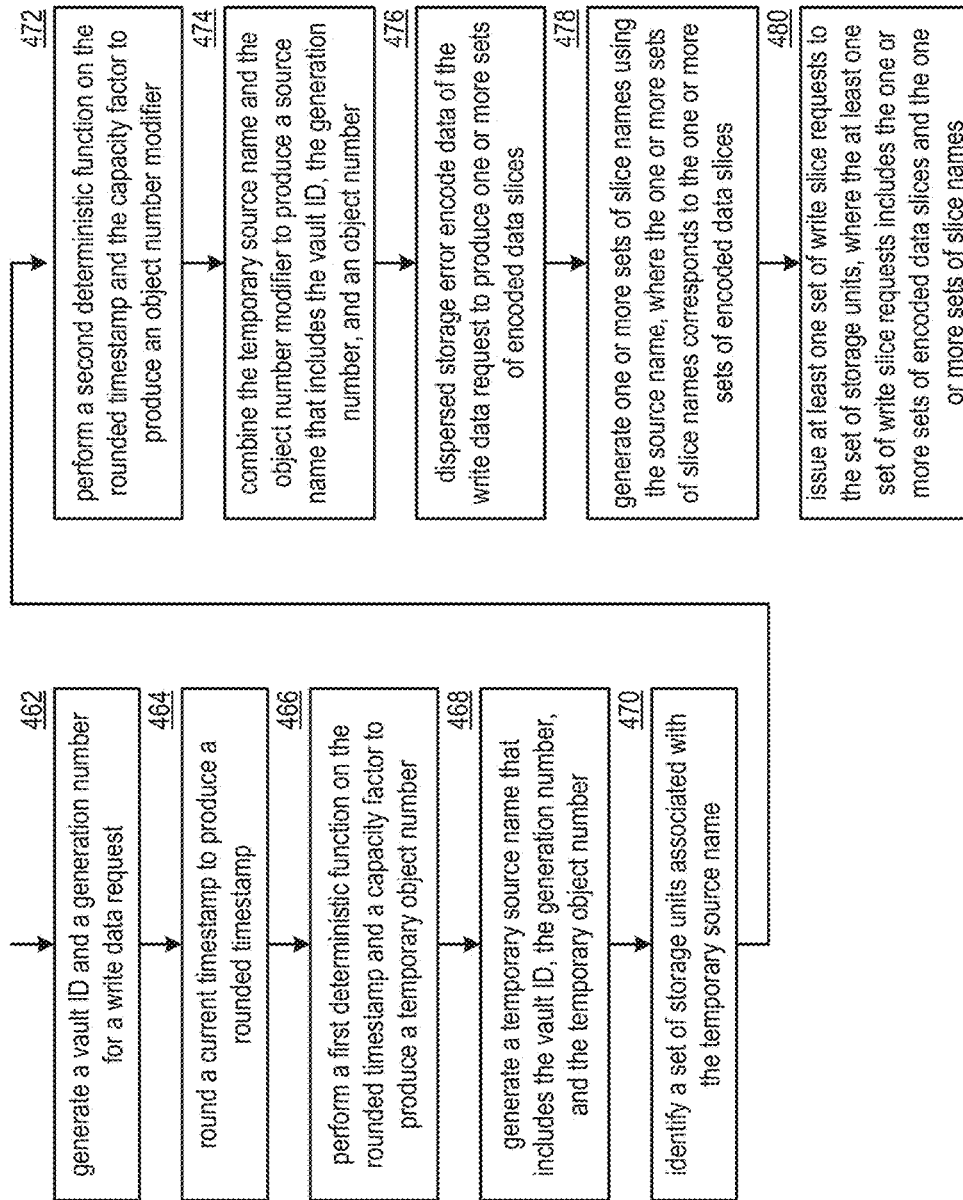 462
generate a vault ID and a generation number
for a write data request
464
round a current timestamp to produce a
rounded timestamp
466
perform a first deterministic function on the
rounded timestamp and a capacity factor to
produce a temporary object number
468
generate a temporary source name that
includes the vault ID, the generation number,
and the temporary object number
470
identify a set of storage units associated with
the temporary source name
472
perform a second deterministic function on the
rounded timestamp and the capacity factor to
produce an object number modifier
474
combine the temporary source name and the
object number modifier to produce a source
name that includes the vault ID, the generation
number, and an object number
476
dispersed storage error encode data of the
write data request to produce one or more sets
of encoded data slices
478
generate one or more sets of slice names using
the source name, where the one or more sets
of slice names corresponds to the one or more
sets of encoded data slices
480
issue at least one set of write slice requests to
the set of storage units, where the at least one
set of write slice requests includes the one or
more sets of encoded data slices and the one
or more sets of slice names